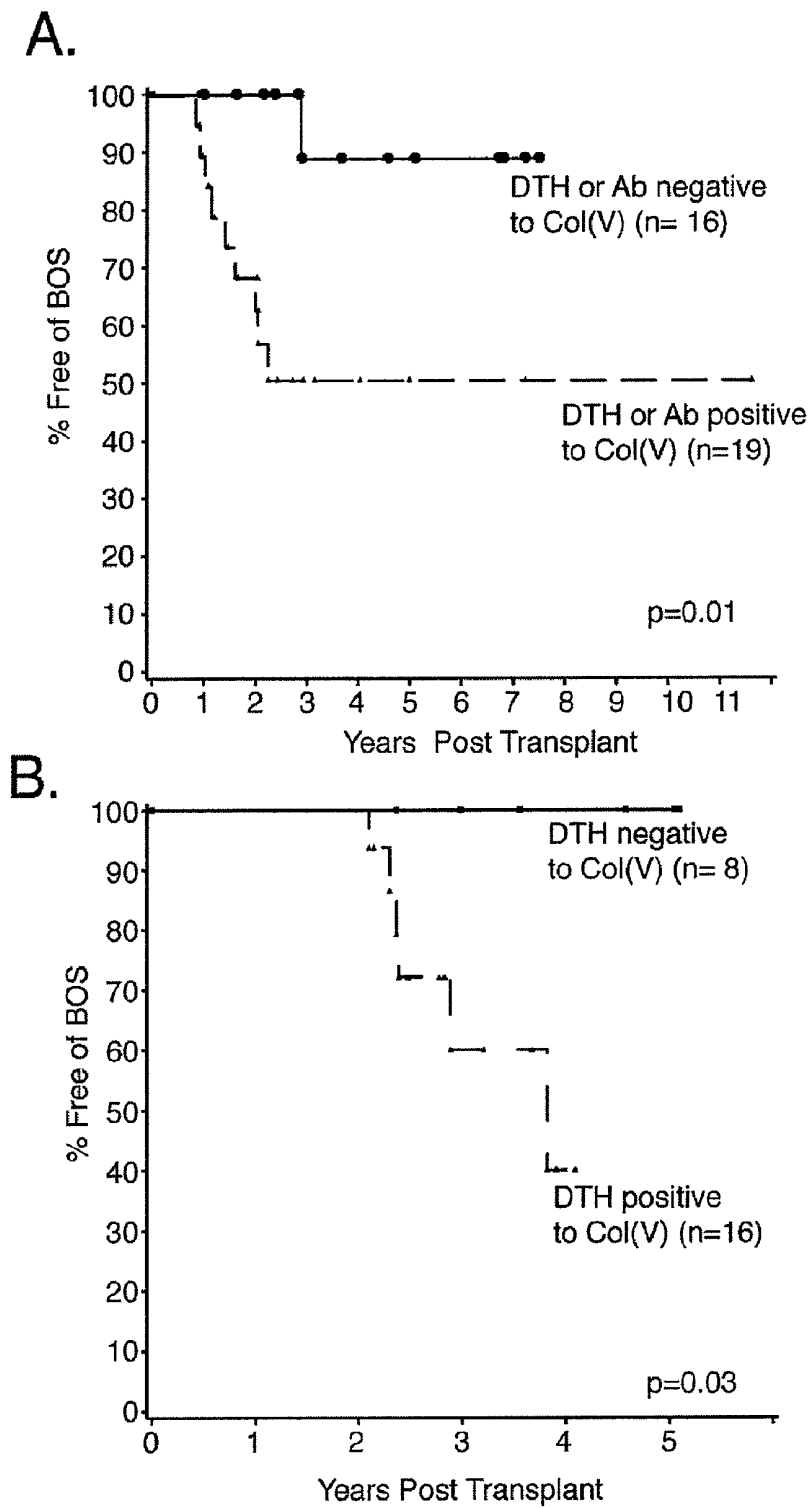 A.
% Free of BOS
100
90
80
70
60
50
40
30
20
10
0
DTH or Ab negative
to Col(V) (n= 16)
DTH or Ab positive
to Col(V) (n=19)
p=0.01
0 1 2 3 4 5 6 7 8 9 10 11
Years Post Transplant
B.
% Free of BOS
100
90
80
70
60
50
40
30
20
10
0
DTH negative
to Col(V) (n= 8)
DTH positive
to Col(V) (n=16)
p=0.03
0 1 2 3 4 5
Years Post Transplant